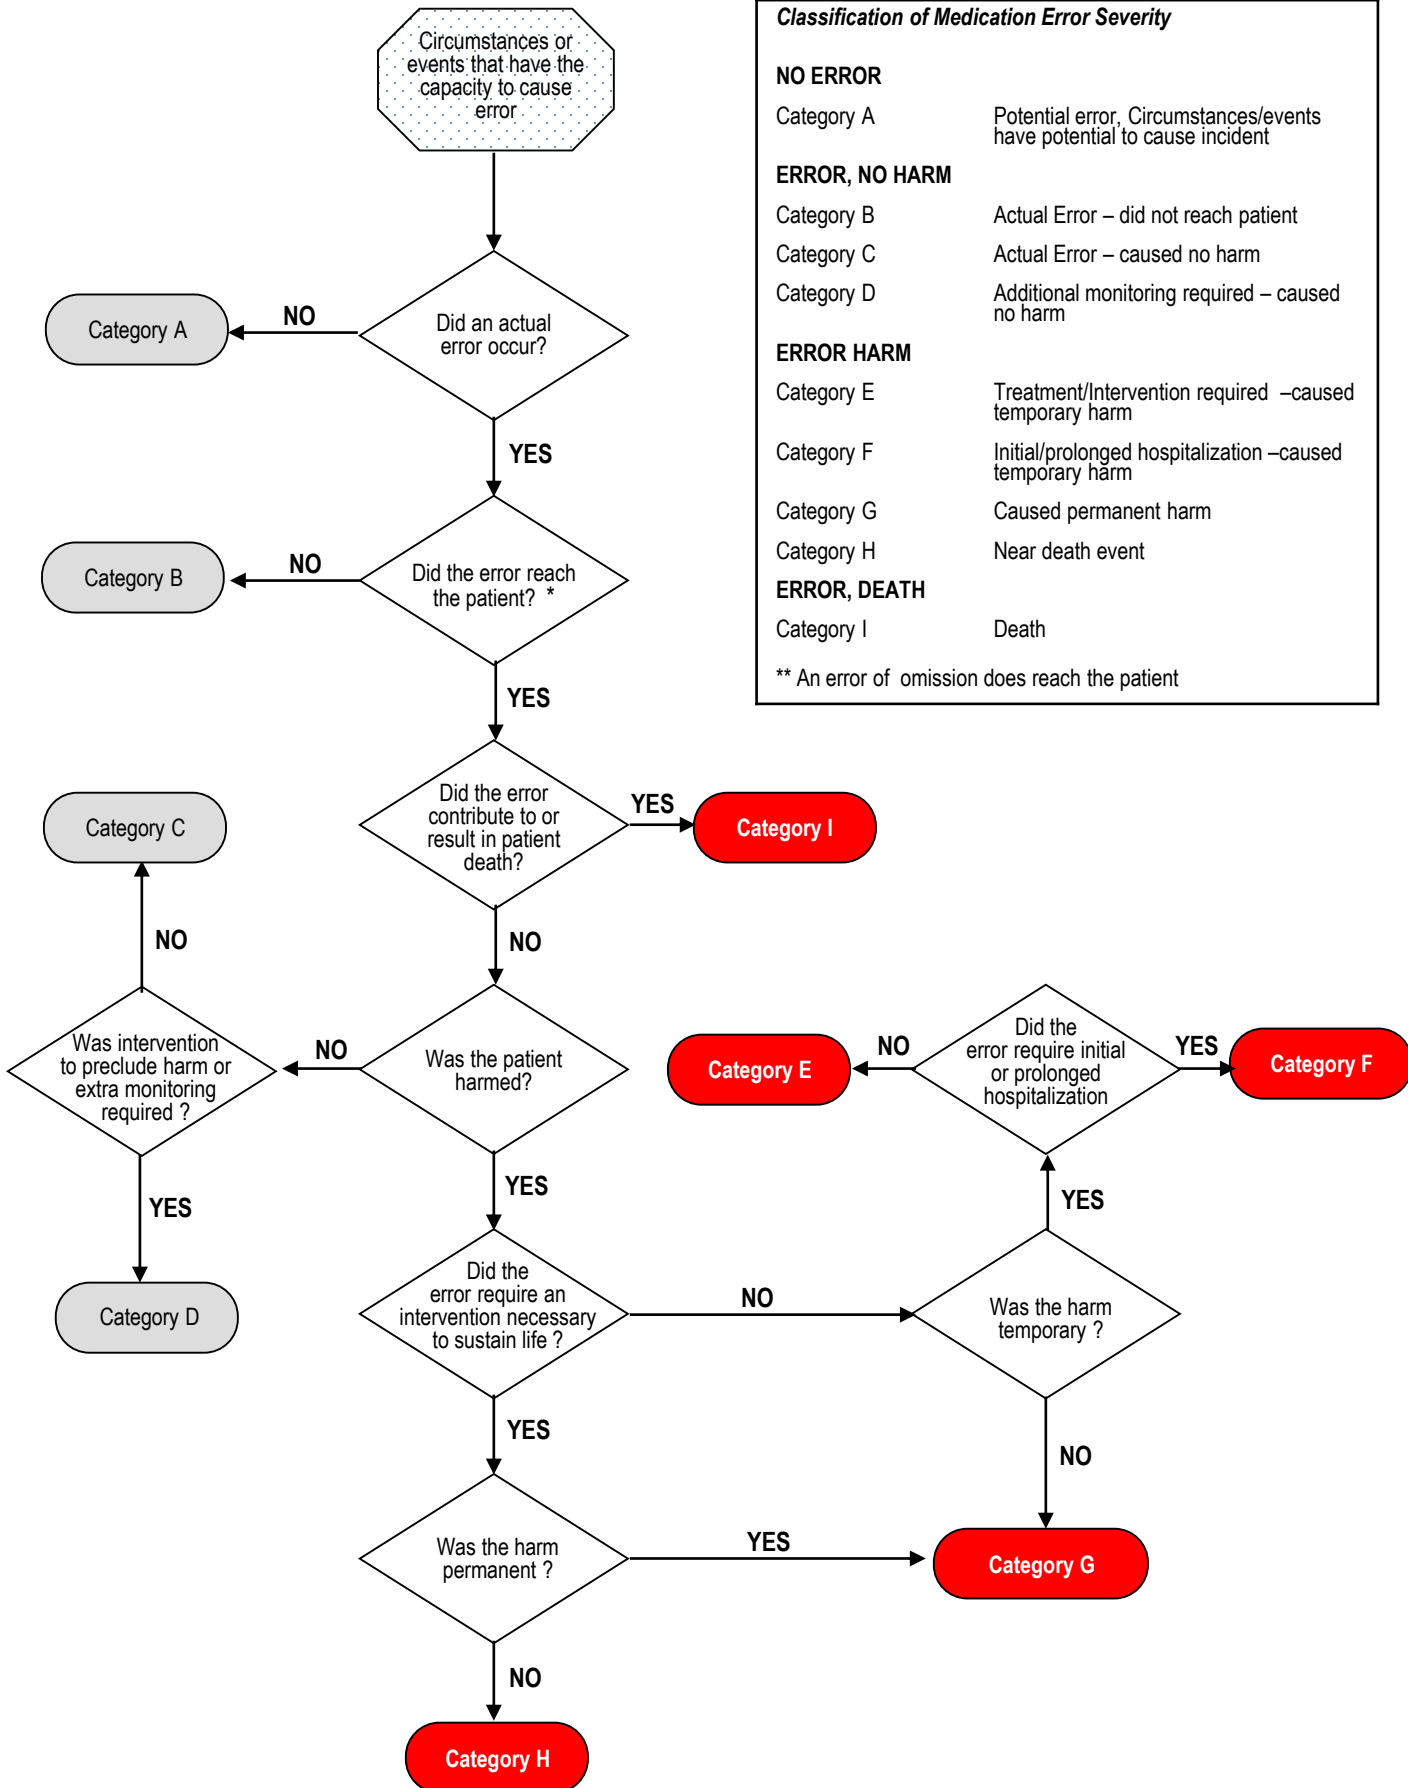 Circumstances or
events that have the
capacity to cause
error
Classification of Medication Error Severity
NO ERROR
Category A Potential error, Circumstances/events
have potential to cause incident
ERROR, NO HARM
Category B Actual Error – did not reach patient
Category C Actual Error – caused no harm
Category D Additional monitoring required – caused
no harm
ERROR HARM
Category E Treatment/Intervention required –caused
temporary harm
Category F Initial/prolonged hospitalization –caused
temporary harm
Category G Caused permanent harm
Category H Near death event
ERROR, DEATH
Category I Death
** An error of omission does reach the patient
Did an actual
error occur?
NO
Category A
YES
Did the error reach
the patient? *
NO
Category B
YES
Did the error
contribute to or
result in patient
death?
YES
Category I
NO
Was the patient
harmed?
NO
Was intervention
to preclude harm or
extra monitoring
required ?
NO
Category C
YES
Category D
YES
Did the
error require an
intervention necessary
to sustain life ?
NO
Was the harm
temporary ?
YES
Did the
error require initial
or prolonged
hospitalization
NO
Category E
YES
Category F
NO
Category G
YES
Was the harm
permanent ?
YES
NO
Category H